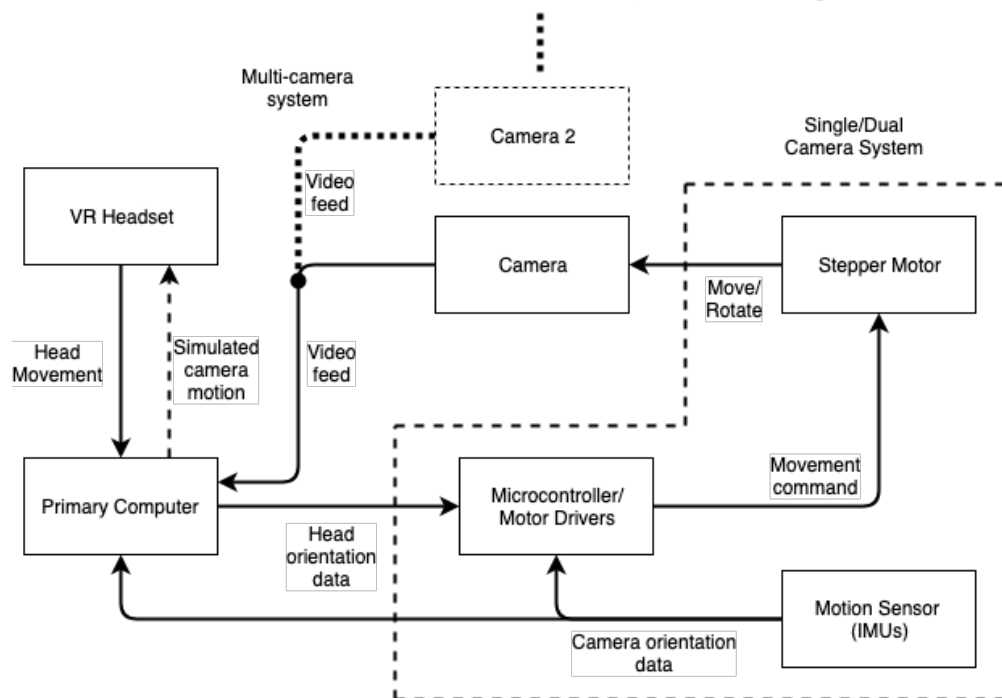 Multi-camera
system
Camera 2
Single/Dual
Camera System
Video
feed
VR Headset
Camera
Stepper Motor
Move/
Rotate
Head
Movement
Simulated
camera
motion
Video
feed
Movement
command
Primary Computer
Microcontroller/
Motor Drivers
Head
orientation
data
Motion Sensor
(IMUs)
Camera orientation
data